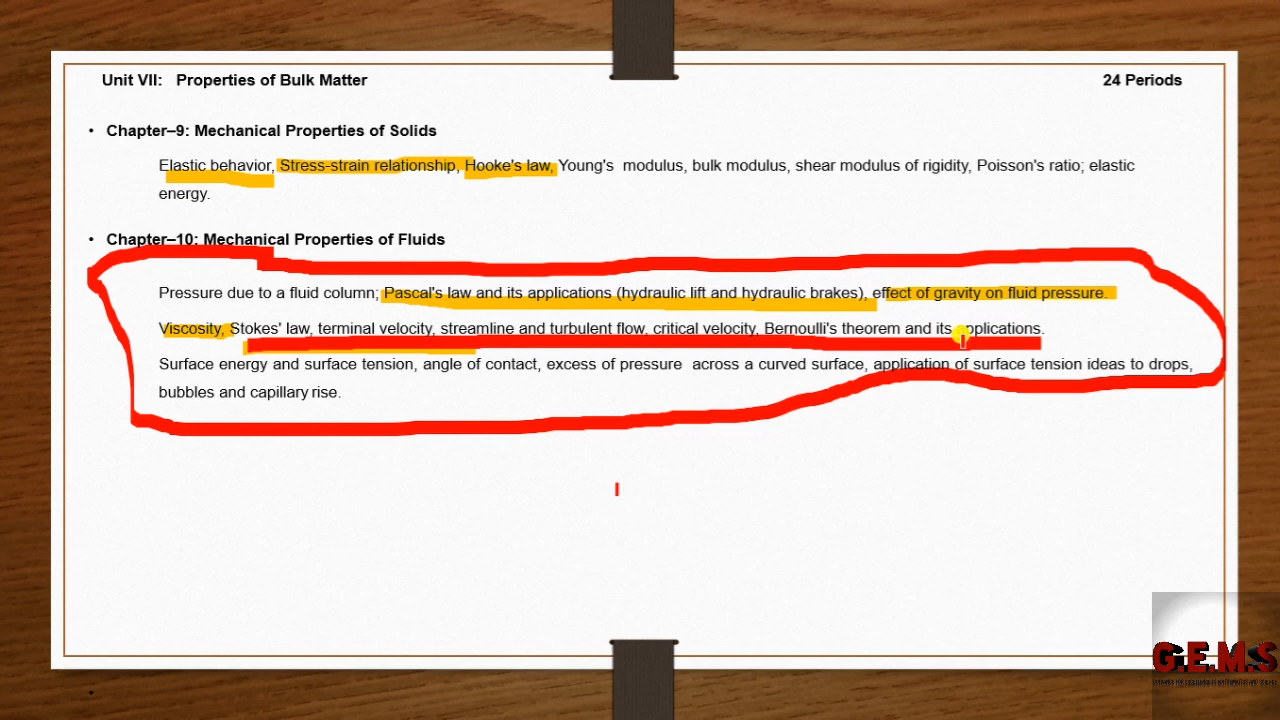 Unit VII: Properties of Bulk Matter 24 Periods
• Chapter–9: Mechanical Properties of Solids
Elastic behavior, Stress-strain relationship, Hooke's law, Young's modulus, bulk modulus, shear modulus of rigidity, Poisson's ratio; elastic
energy.
• Chapter–10: Mechanical Properties of Fluids
Pressure due to a fluid column; Pascal's law and its applications (hydraulic lift and hydraulic brakes), effect of gravity on fluid pressure.
Viscosity, Stokes' law, terminal velocity, streamline and turbulent flow, critical velocity, Bernoulli's theorem and its applications.
Surface energy and surface tension, angle of contact, excess of pressure across a curved surface, application of surface tension ideas to drops,
bubbles and capillary rise.
G.E.M.S